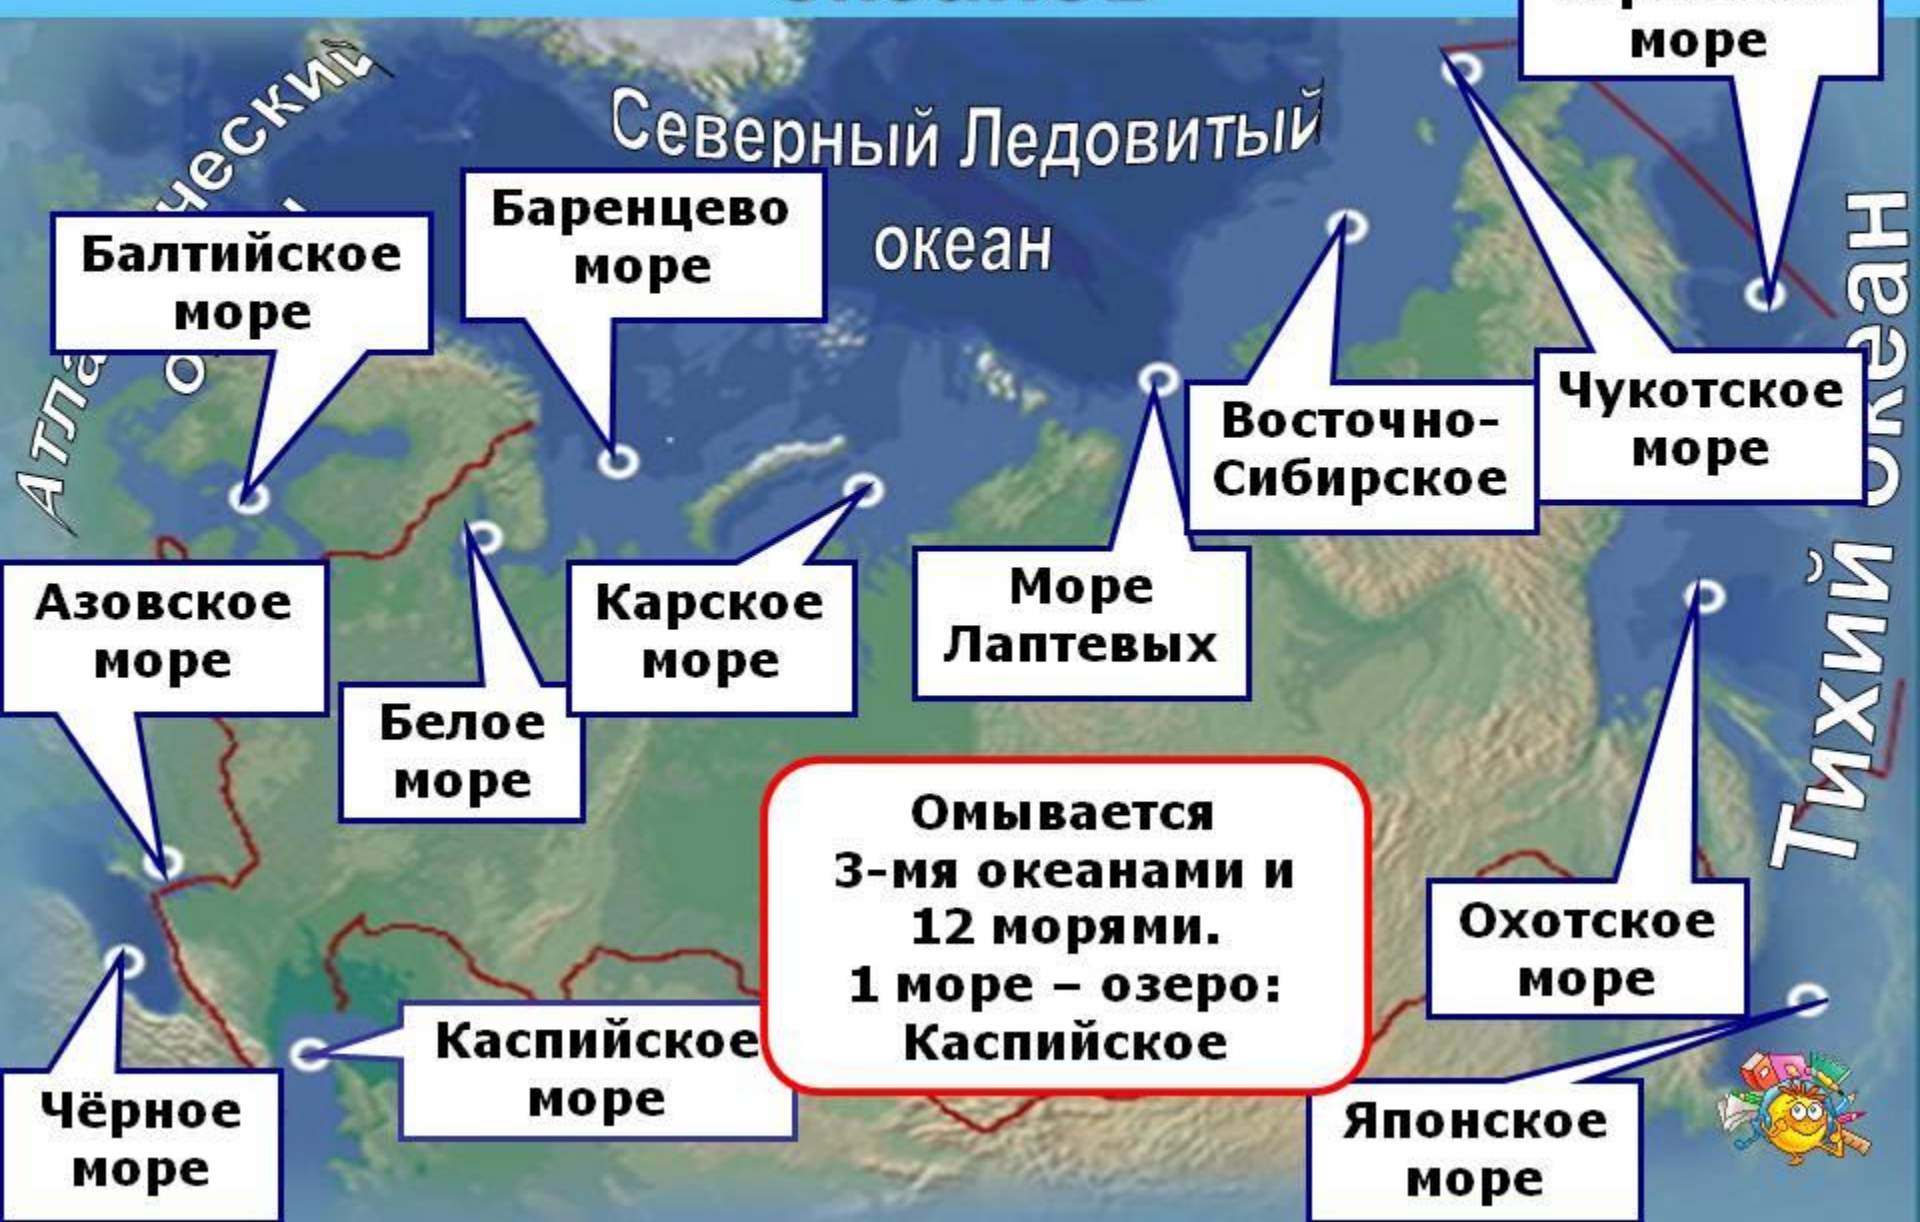 море
Северный Ледовитый
океан
Баренцево
море
Балтийское
море
Чукотское
море
Восточно-
Сибирское
Тихий океан
Азовское
море
Карское
море
Море
Лаптевых
Белое
море
Омывается
3-мя океанами и
12 морями.
1 море – озеро:
Каспийское
Охотское
море
Каспийское
море
Чёрное
море
Японское
море